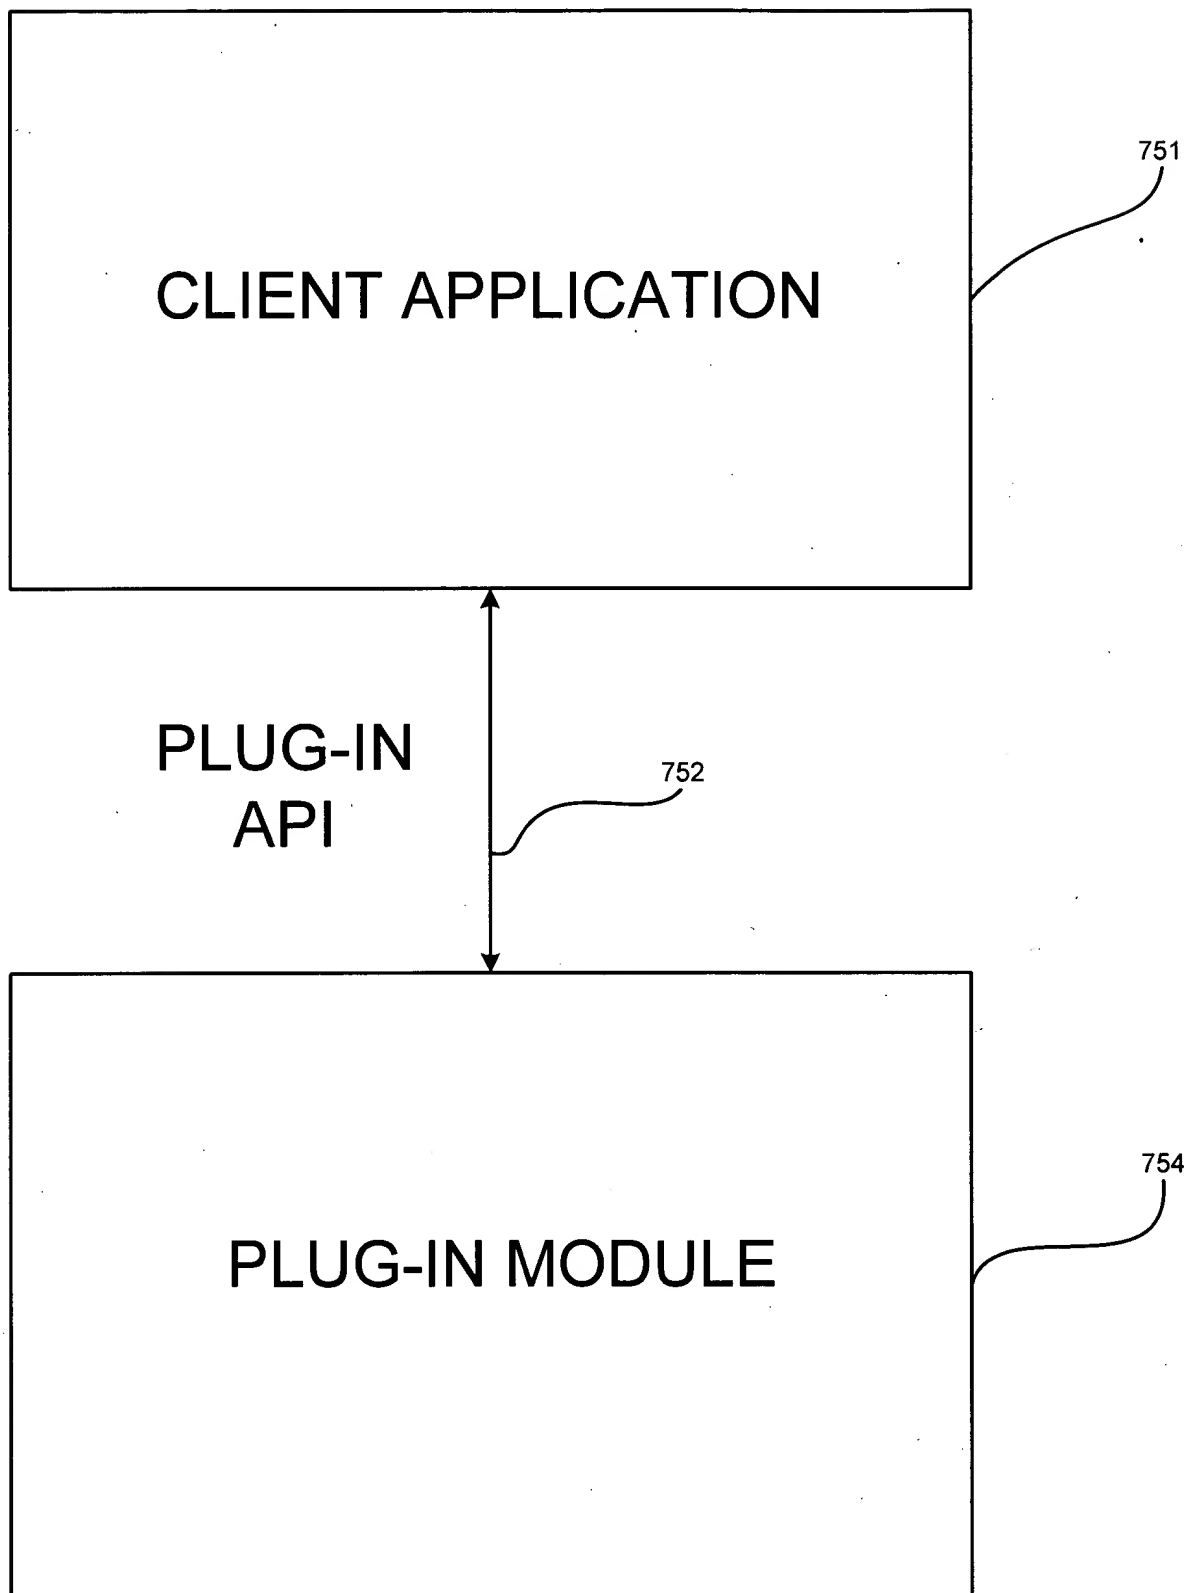 751
CLIENT APPLICATION
PLUG-IN
API
752
754
PLUG-IN MODULE